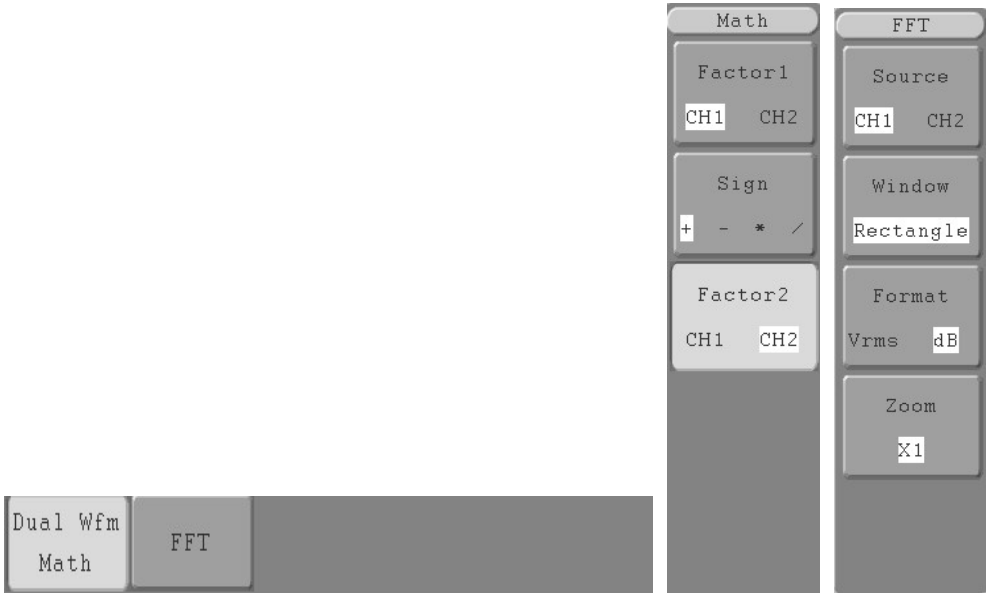 Math
Factor1
CH1 CH2
Sign
+ - * /
Factor2
CH1 CH2
FFT
Source
CH1 CH2
Window
Rectangle
Format
Vrms dB
Zoom
X1
Dual Wfm
Math
FFT